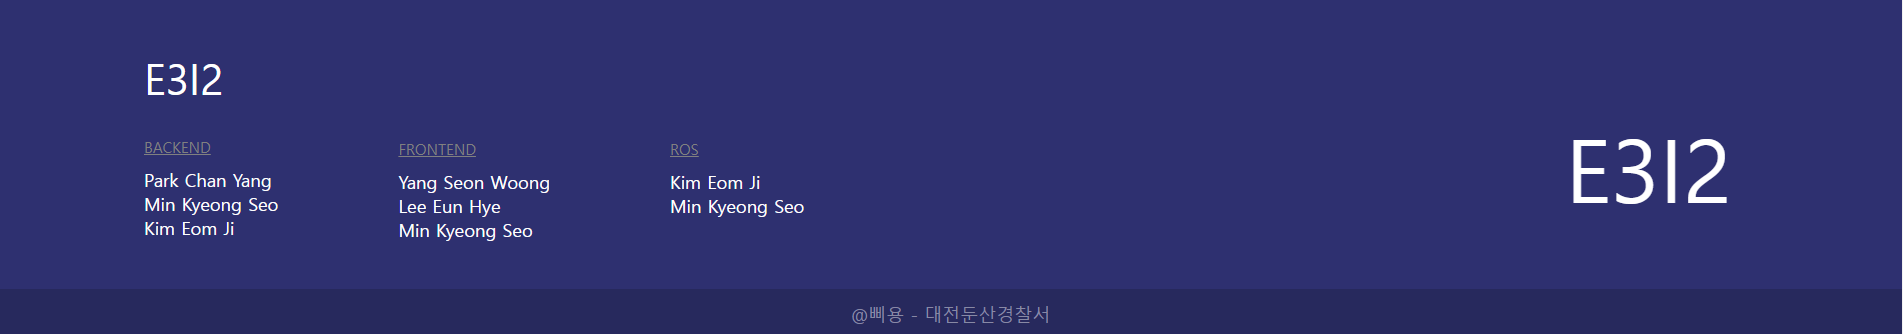 E3I2
BACKEND
Park Chan Yang
Min Kyeong Seo
Kim Eom Ji
FRONTEND
Yang Seon Woong
Lee Eun Hye
Min Kyeong Seo
ROS
Kim Eom Ji
Min Kyeong Seo
E3I2
@삐용 - 대전둔산경찰서